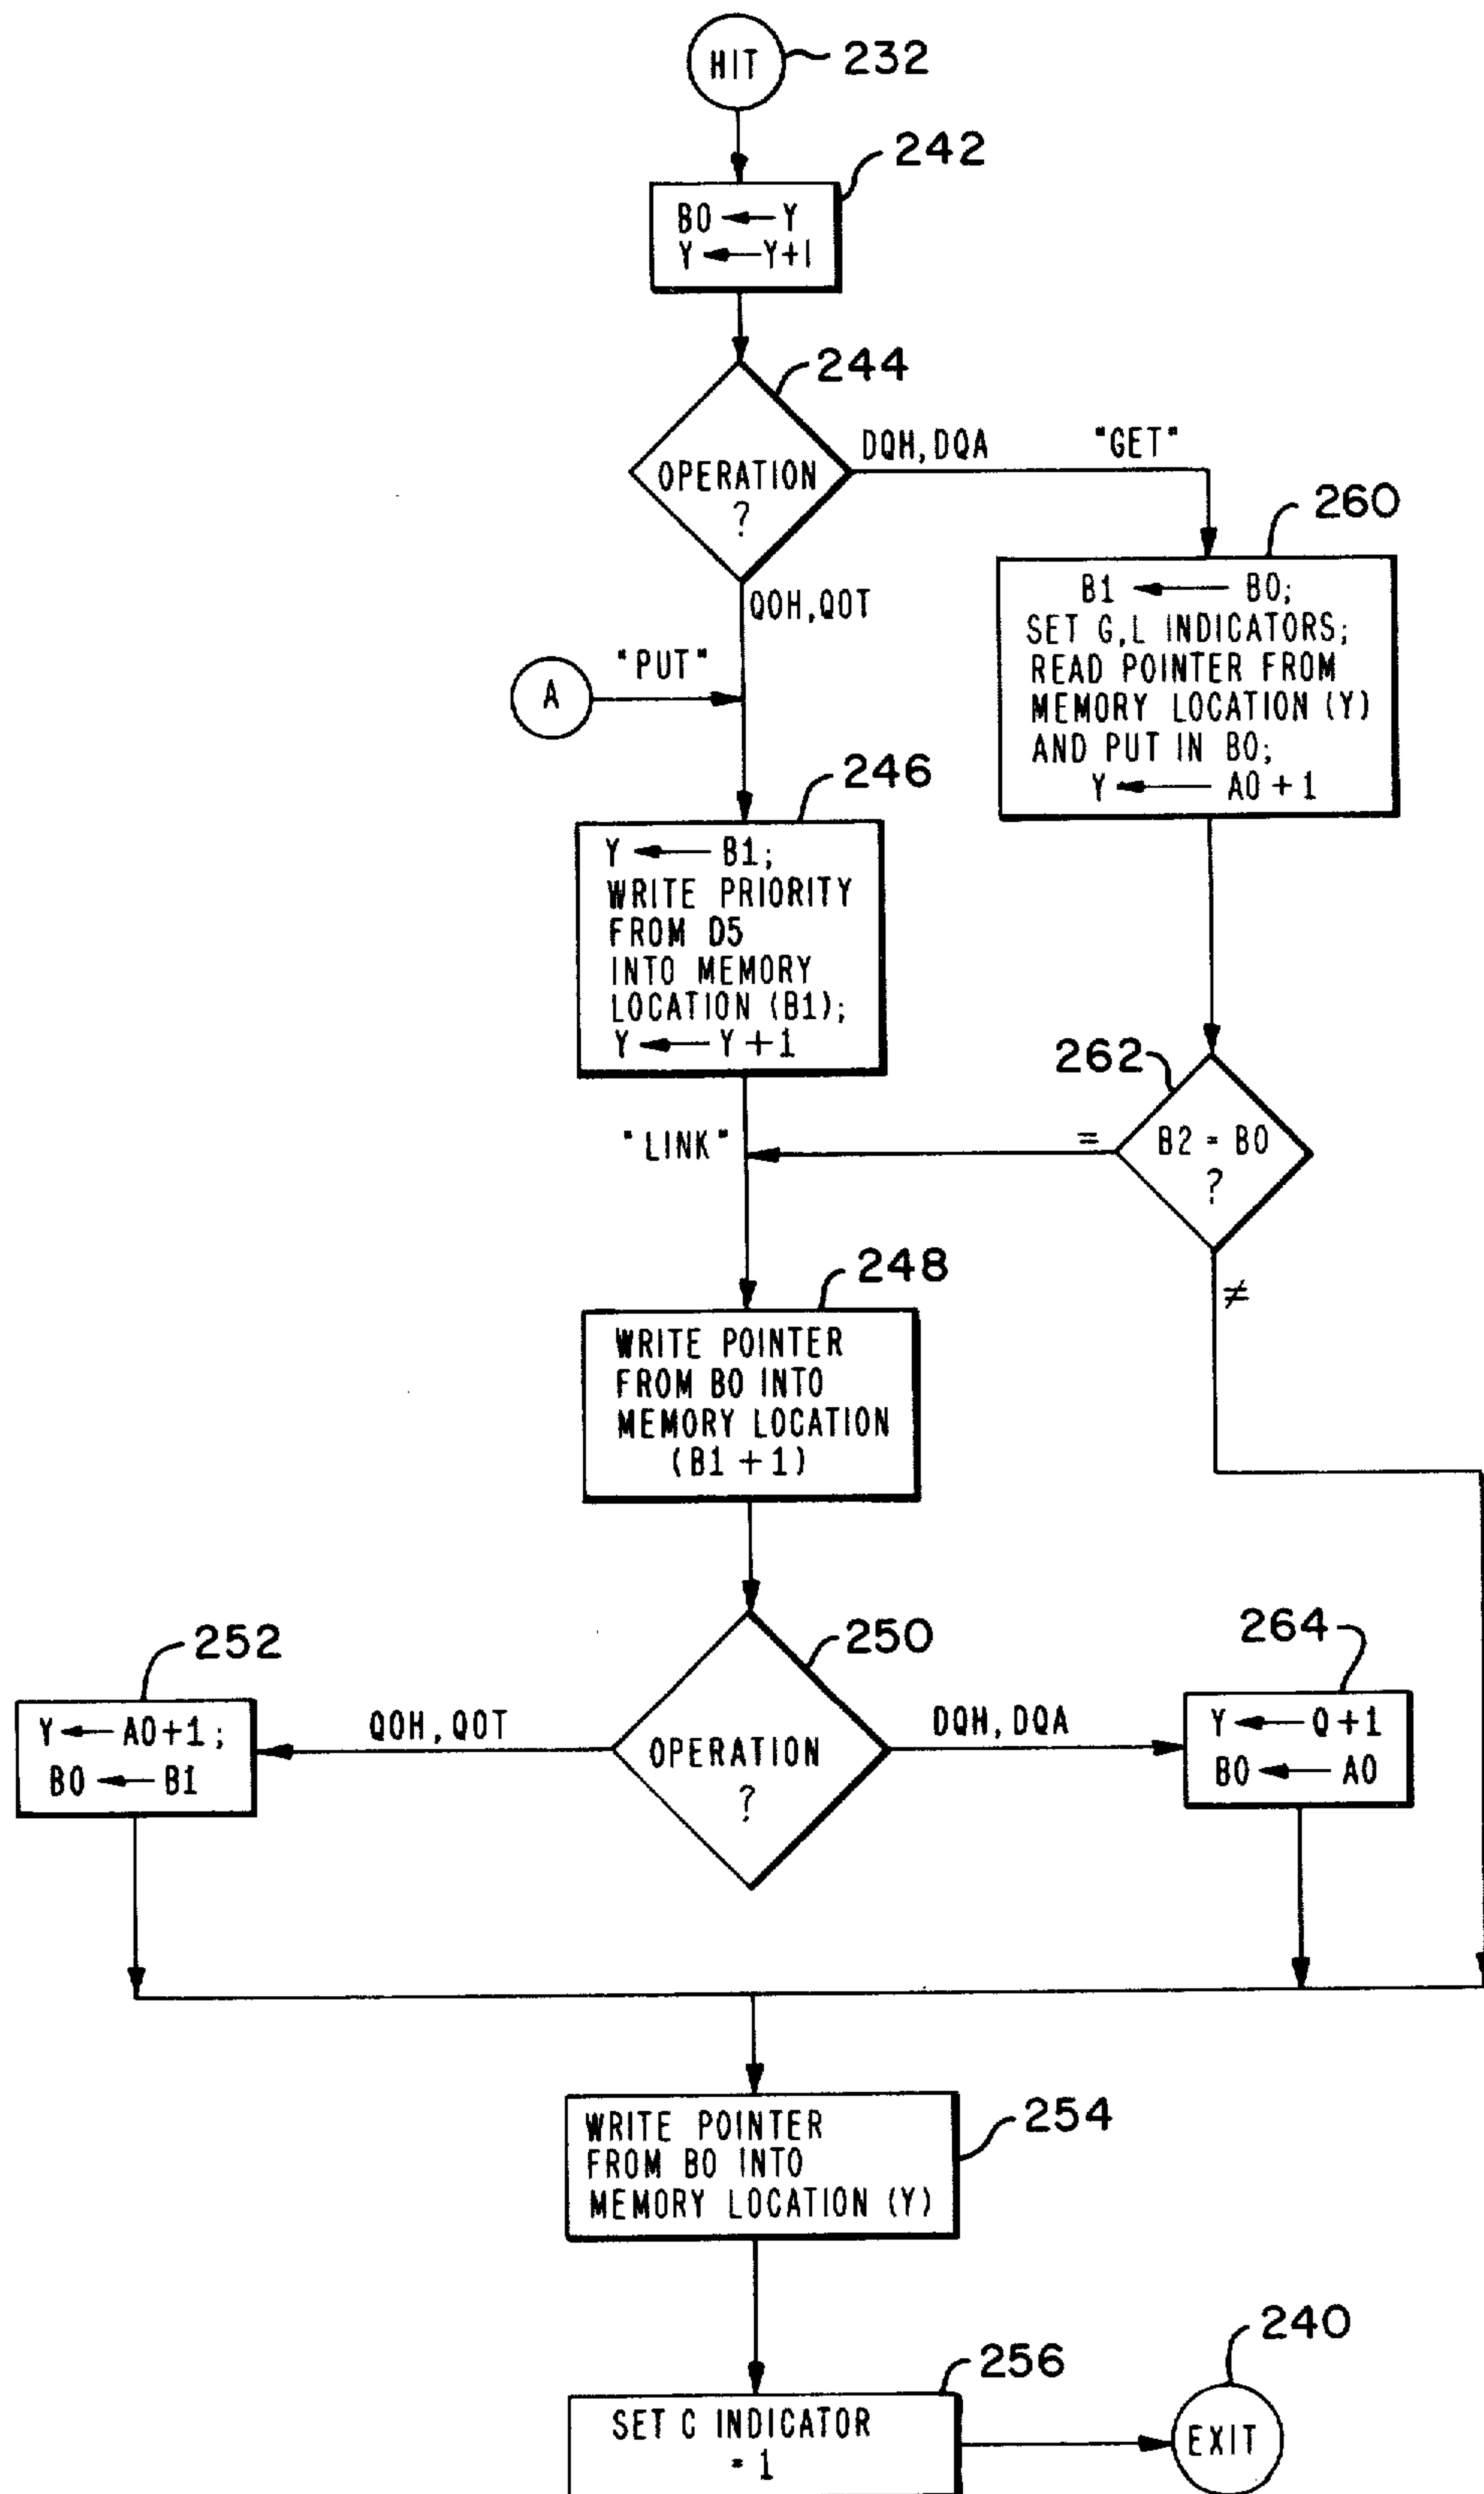 HIT
232
242
B0 ← Y
Y ← Y+1
244
OPERATION
?
DQH, DQA
"GET"
QOH, QOT
260
B1 ← B0;
SET G,L INDICATORS;
READ POINTER FROM
MEMORY LOCATION (Y)
AND PUT IN B0;
Y ← A0 + 1
A
"PUT"
246
Y ← B1;
WRITE PRIORITY
FROM D5
INTO MEMORY
LOCATION (B1);
Y ← Y + 1
"LINK"
262
=
B2 = B0
?
≠
248
WRITE POINTER
FROM B0 INTO
MEMORY LOCATION
(B1 + 1)
250
OPERATION
?
QOH, QOT
252
Y ← A0+1;
B0 ← B1
DQH, DQA
264
Y ← Q+1
B0 ← A0
254
WRITE POINTER
FROM B0 INTO
MEMORY LOCATION (Y)
256
SET C INDICATOR
= 1
240
EXIT